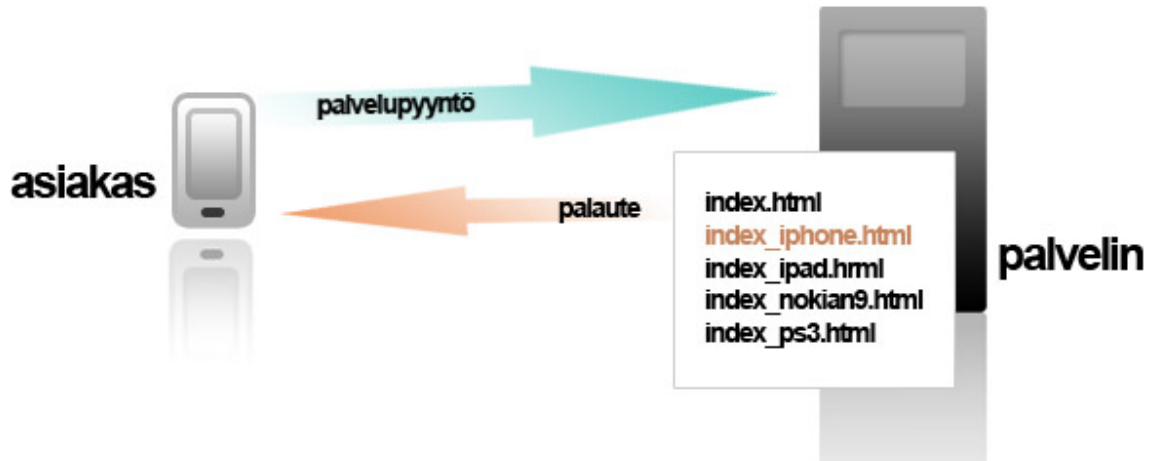 palvelupyyntö
asiakas
palaute
index.html
index_iphone.html
index_ipad.hrml
index_nokian9.html
index_ps3.html
palvelin